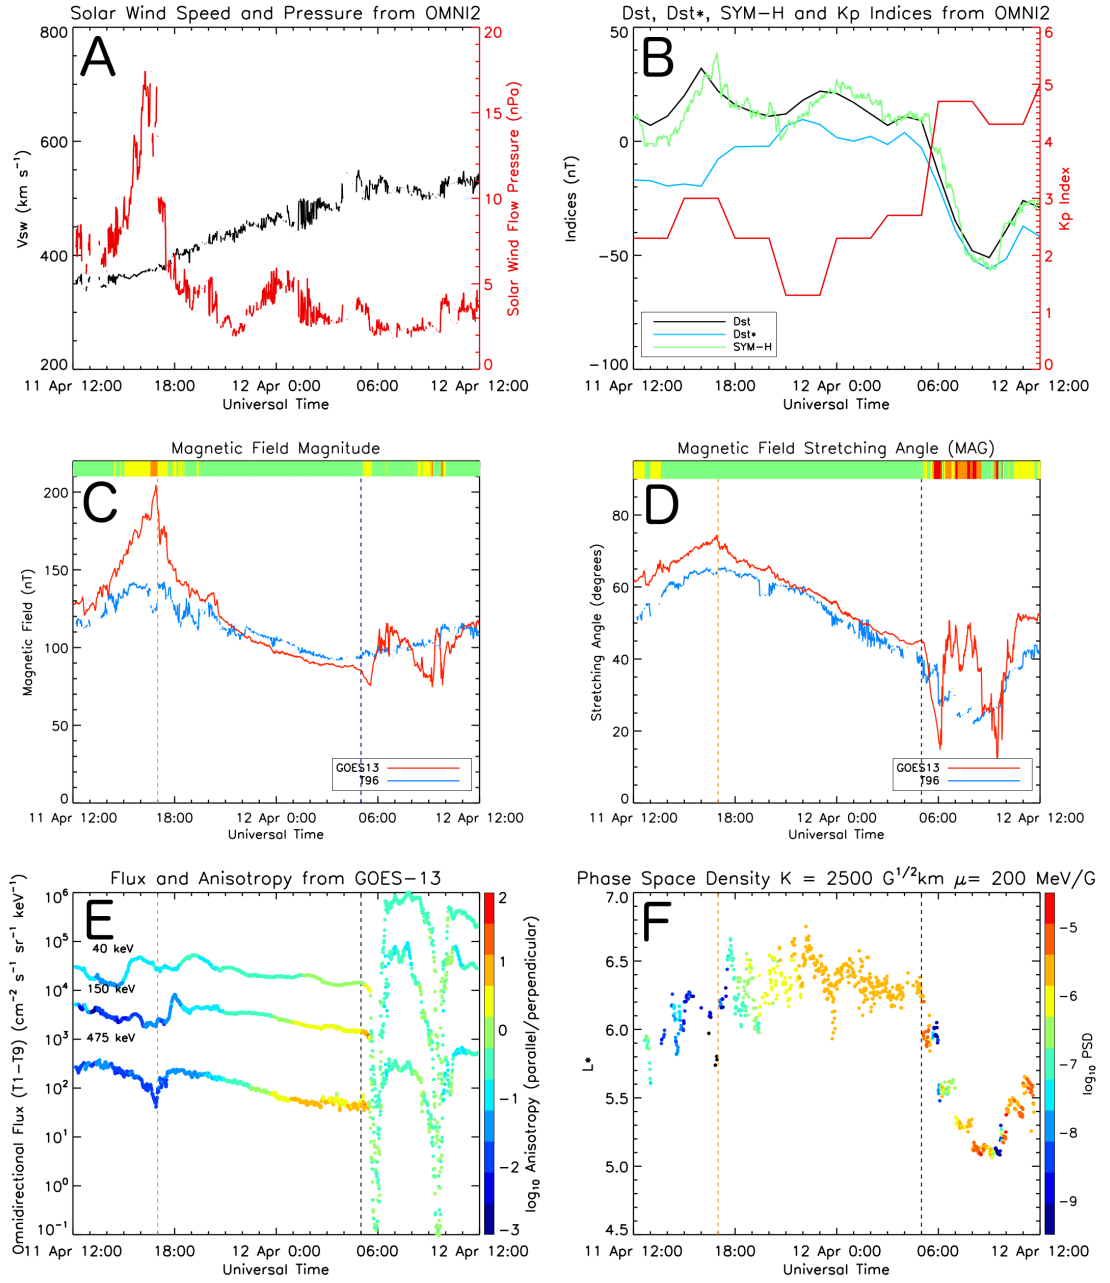 Solar Wind Speed and Pressure from OMNI2
A
800
600
400
200
Vsw (km s⁻¹)
20
15
10
5
0
Solar Wind Flow Pressure (nPa)
11 Apr 12:00 18:00 12 Apr 0:00 06:00 12 Apr 12:00
Universal Time
Dst, Dst*, SYM-H and Kp Indices from OMNI2
B
50
0
-50
-100
Indices (nT)
6
5
4
3
2
1
0
Kp Index
Dst
Dst*
SYM-H
11 Apr 12:00 18:00 12 Apr 0:00 06:00 12 Apr 12:00
Universal Time
Magnetic Field Magnitude
C
200
150
100
50
0
Magnetic Field (nT)
GOES13
T96
11 Apr 12:00 18:00 12 Apr 0:00 06:00 12 Apr 12:00
Universal Time
Magnetic Field Stretching Angle (MAG)
D
80
60
40
20
0
Stretching Angle (degrees)
GOES13
T96
11 Apr 12:00 18:00 12 Apr 0:00 06:00 12 Apr 12:00
Universal Time
Flux and Anisotropy from GOES-13
E
10⁶
10⁵
10⁴
10³
10²
10¹
10⁰
10⁻¹
Omnidirectional Flux (T1-T9) (cm⁻² s⁻¹ sr⁻¹ keV⁻¹)
40 keV
150 keV
475 keV
2
1
0
-1
-2
-3
log₁₀ Anisotropy (parallel/perpendicular)
11 Apr 12:00 18:00 12 Apr 0:00 06:00 12 Apr 12:00
Universal Time
Phase Space Density K = 2500 G¹ᐟ²km μ= 200 MeV/G
F
7.0
6.5
6.0
5.5
5.0
4.5
L*
-5
-6
-7
-8
-9
log₁₀ PSD
11 Apr 12:00 18:00 12 Apr 0:00 06:00 12 Apr 12:00
Universal Time